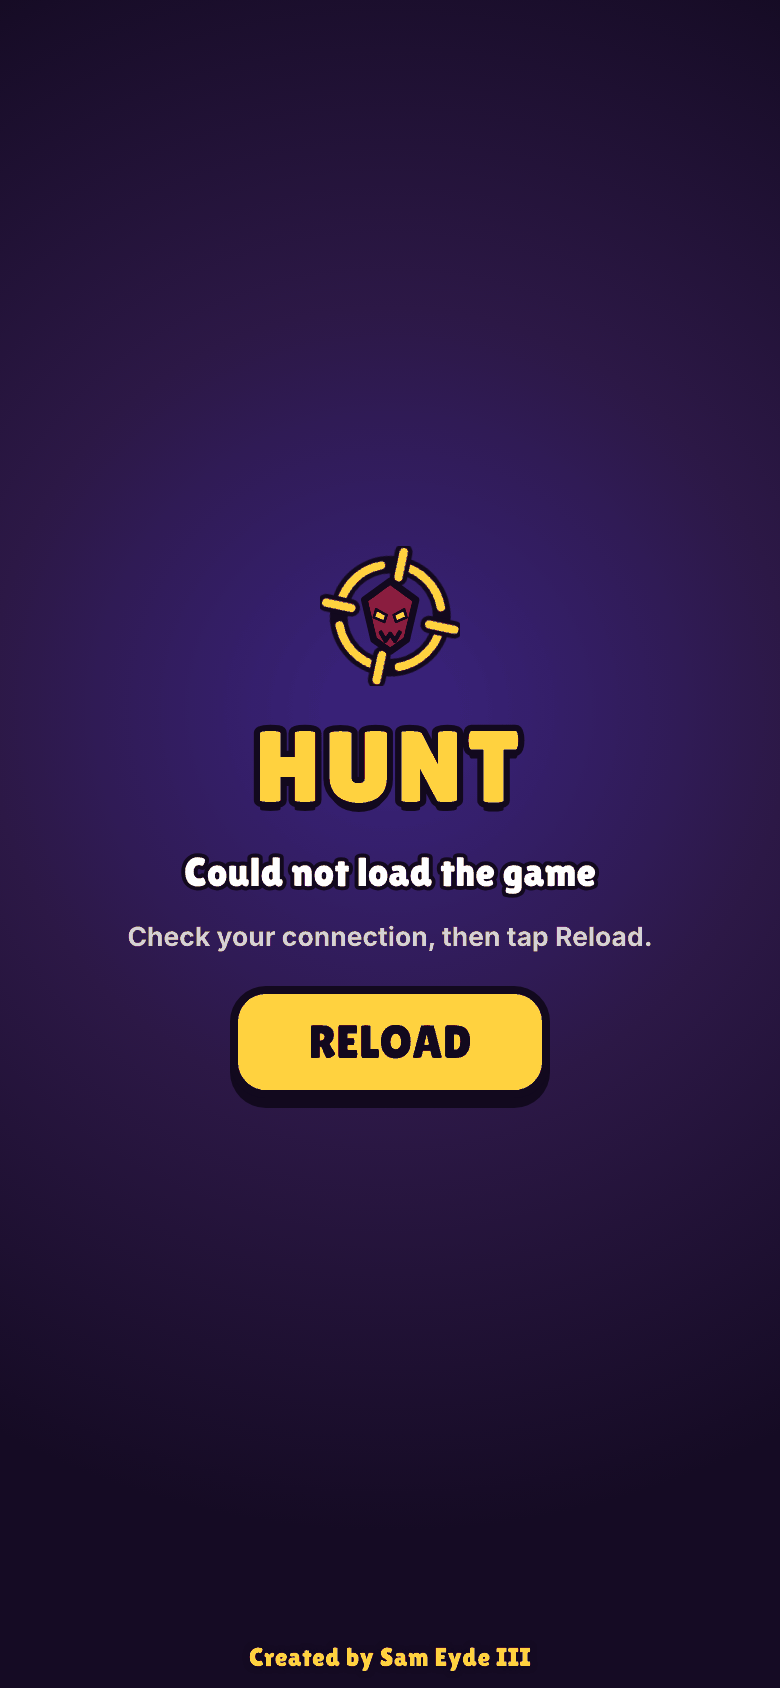 HUNT
Could not load the game
Check your connection, then tap Reload.
RELOAD
Created by Sam Eyde III